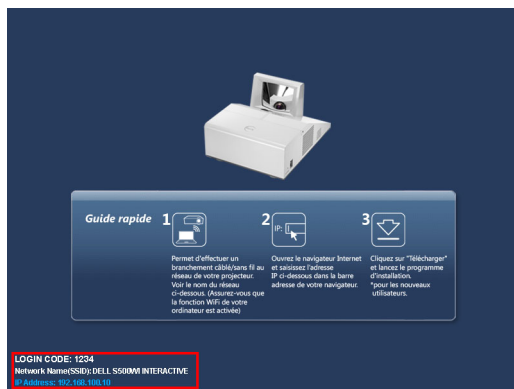 Guide rapide
1
Permet d'effectuer un
branchement câblé/sans fil au
réseau de votre projecteur.
Voir le nom du réseau
ci-dessous. (Assurez-vous que
la fonction WiFi de votre
ordinateur est activée)
2
IP:
Ouvrez le navigateur Internet
et saisissez l'adresse
IP ci-dessous dans la barre
adresse de votre navigateur.
3
Cliquez sur "Télécharger"
et lancez le programme
d'installation.
*pour les nouveaux
utilisateurs.
LOGIN CODE: 1234
Network Name(SSID): DELL S500WI INTERACTIVE
IP Address: 192.168.100.10